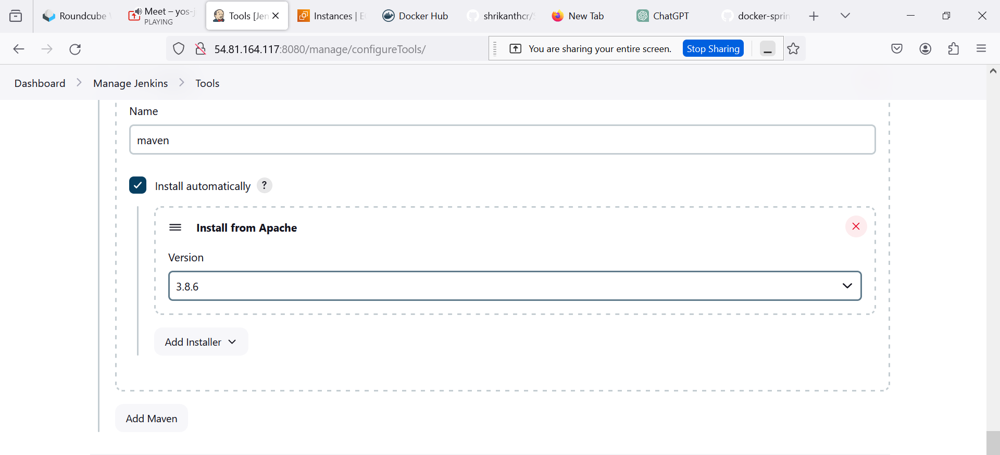 Roundcube
Meet – yos-j
PLAYING
Tools [Jen
Instances | E
Docker Hub
shrikanthcr/S
New Tab
ChatGPT
docker-sprin
54.81.164.117:8080/manage/configureTools/
You are sharing your entire screen.
Stop Sharing
Dashboard
Manage Jenkins
Tools
Name
maven
Install automatically ?
Install from Apache
Version
3.8.6
Add Installer
Add Maven